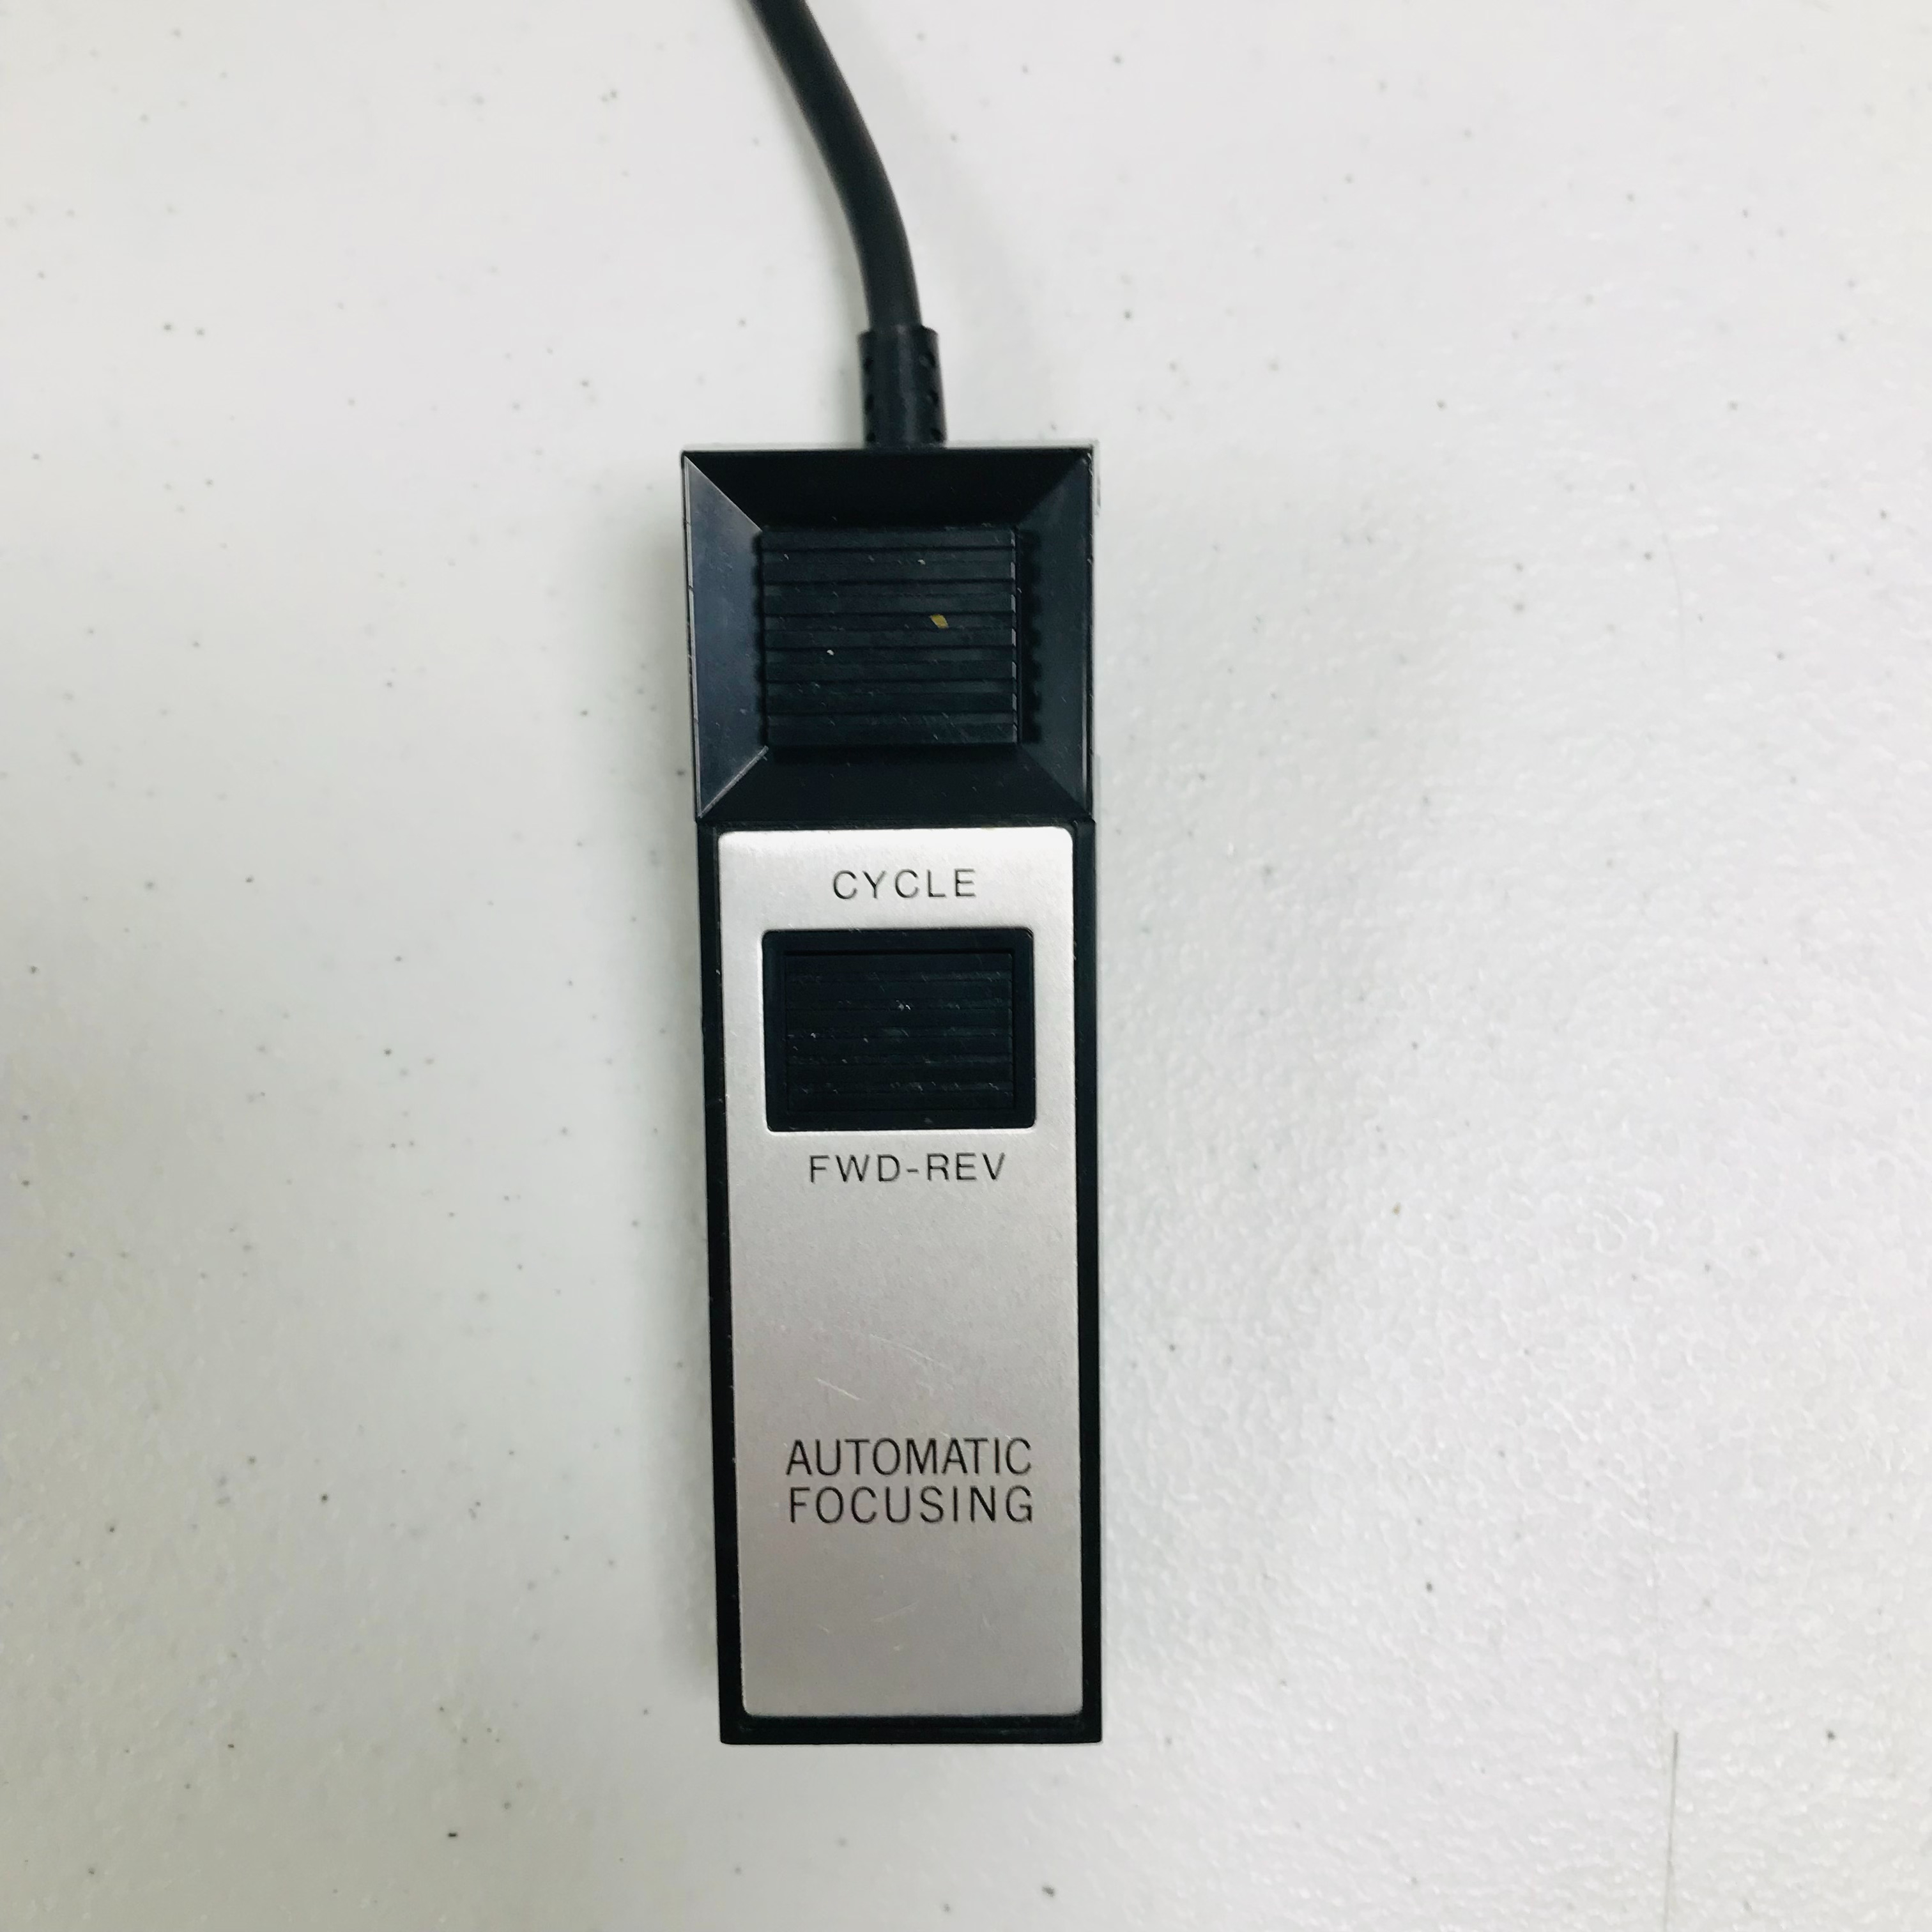 CYCLE
FWD-REV
AUTOMATIC
FOCUSING